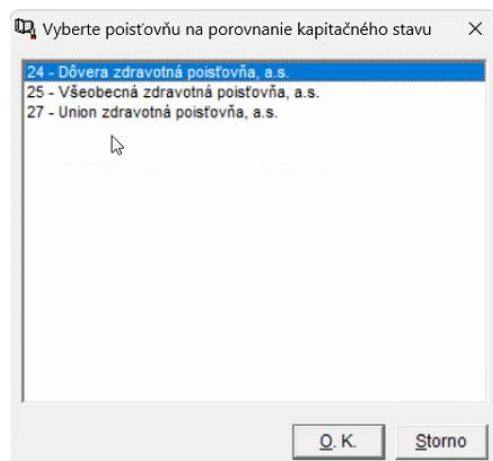 Vyberte poisťovňu na porovnanie kapitačného stavu
24 - Dôvera zdravotná poisťovňa, a.s.
25 - Všeobecná zdravotná poisťovňa, a.s.
27 - Union zdravotná poisťovňa, a.s.
O. K.
Storno